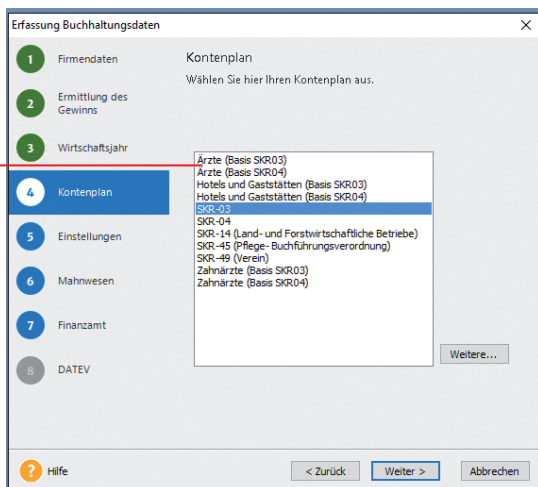 Erfassung Buchhaltungsdaten
1 Firmendaten
2 Ermittlung des
Gewinns
3 Wirtschaftsjahr
4 Kontenplan
5 Einstellungen
6 Mahnwesen
7 Finanzamt
8 DATEV
Kontenplan
Wählen Sie hier Ihren Kontenplan aus.
Ärzte (Basis SKR03)
Ärzte (Basis SKR04)
Hotels und Gaststätten (Basis SKR03)
Hotels und Gaststätten (Basis SKR04)
SKR-03
SKR-04
SKR-14 (Land- und Forstwirtschaftliche Betriebe)
SKR-45 (Pflege- Buchführungsverordnung)
SKR-49 (Verein)
Zahnärzte (Basis SKR03)
Zahnärzte (Basis SKR04)
Weitere...
? Hilfe
< Zurück
Weiter >
Abbrechen